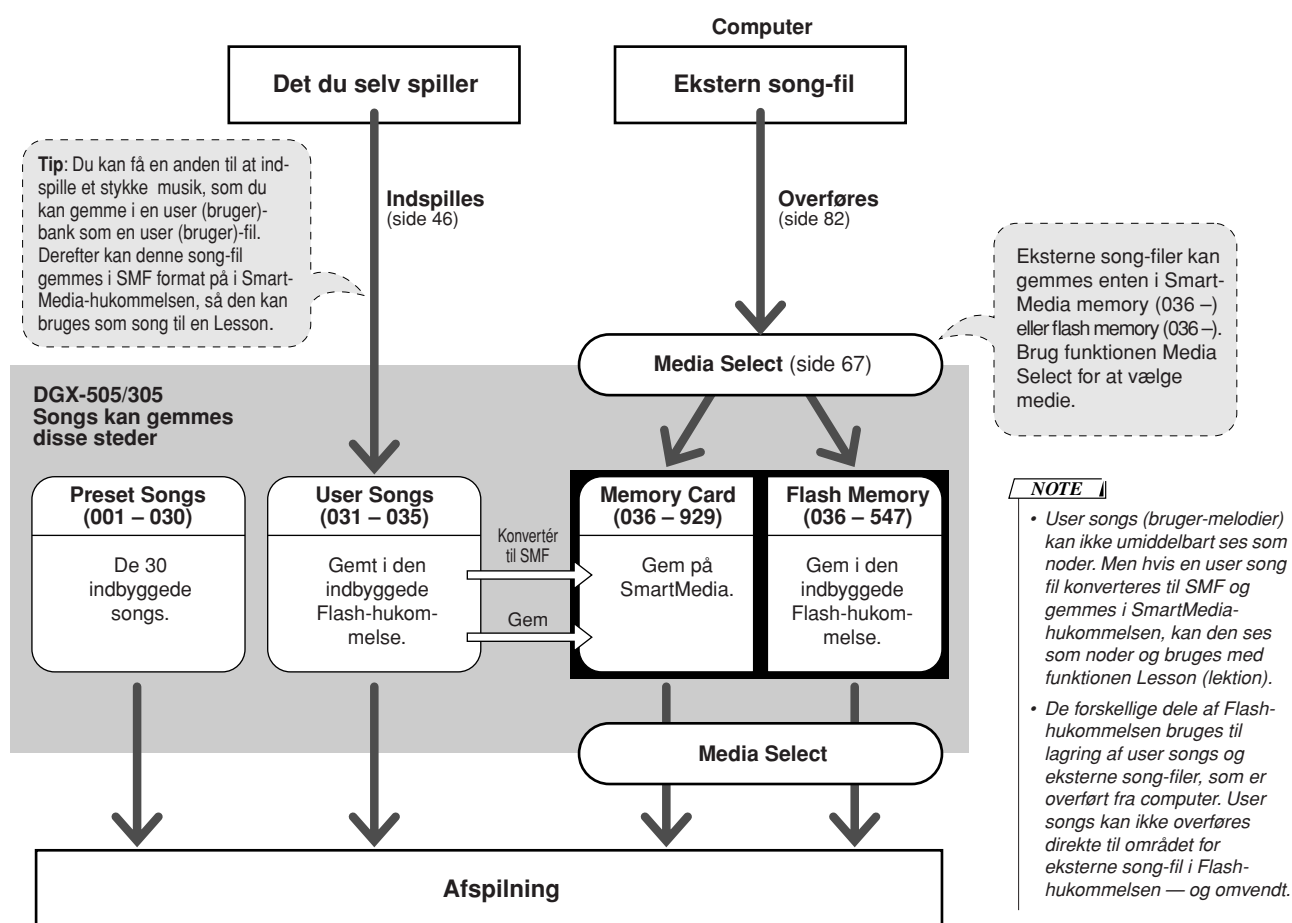 Computer
Det du selv spiller
Ekstern song-fil
Tip: Du kan få en anden til at ind-
spille et stykke musik, som du
kan gemme i en user (bruger)-
bank som en user (bruger)-fil.
Derefter kan denne song-fil
gemmes i SMF format på i Smart-
Media-hukommelsen, så den kan
bruges som song til en Lesson.
Indspilles
(side 46)
Overføres
(side 82)
Eksterne song-filer kan
gemmes enten i Smart-
Media memory (036 –)
eller flash memory (036 –).
Brug funktionen Media
Select for at vælge
medie.
Media Select (side 67)
DGX-505/305
Songs kan gemmes
disse steder
Preset Songs
(001 – 030)
De 30
indbyggede
songs.
User Songs
(031 – 035)
Gemt i den
indbyggede
Flash-hukom-
melse.
Konvertér
til SMF
Gem
Memory Card
(036 – 929)
Gem på
SmartMedia.
Flash Memory
(036 – 547)
Gem i den
indbyggede
Flash-hukom-
melse.
NOTE
• User songs (bruger-melodier)
kan ikke umiddelbart ses som
noder. Men hvis en user song
fil konverteres til SMF og
gemmes i SmartMedia-
hukommelsen, kan den ses
som noder og bruges med
funktionen Lesson (lektion).
• De forskellige dele af Flash-
hukommelsen bruges til
lagring af user songs og
eksterne song-filer, som er
overført fra computer. User
songs kan ikke overføres
direkte til området for
eksterne song-fil i Flash-
hukommelsen — og omvendt.
Media Select
Afspilning